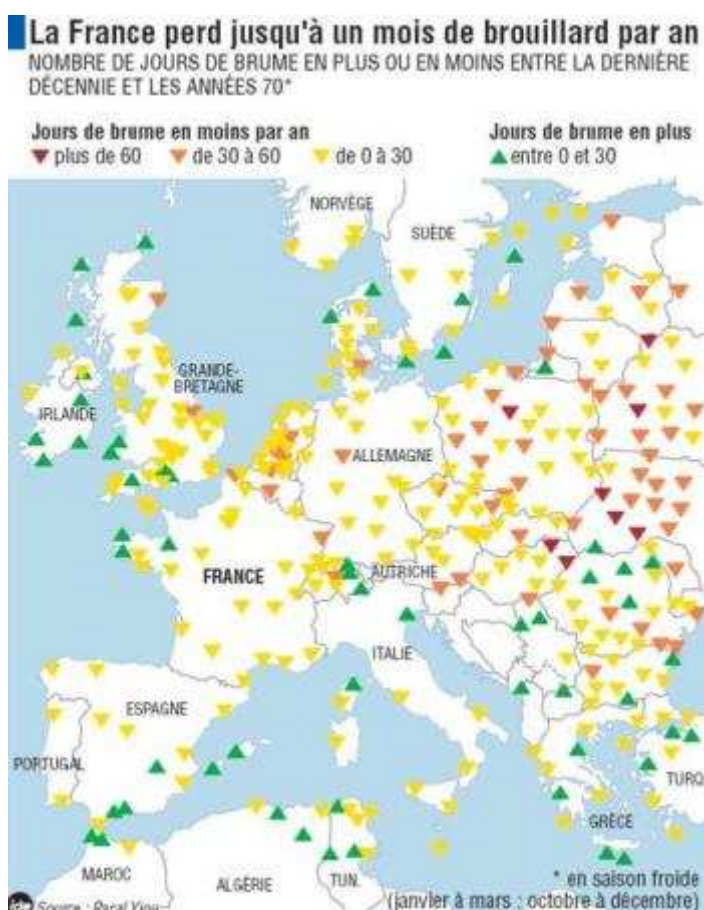 La France perd jusqu'à un mois de brouillard par an
NOMBRE DE JOURS DE BRUME EN PLUS OU EN MOINS ENTRE LA DERNIÈRE
DÉCENNIE ET LES ANNÉES 70*
Jours de brume en moins par an
plus de 60
de 30 à 60
de 0 à 30
Jours de brume en plus
entre 0 et 30
NORVÈGE
SUÈDE
GRANDE-
BRETAGNE
IRLANDE
ALLEMAGNE
FRANCE
AUTRICHE
ITALIE
ESPAGNE
PORTUGAL
TURQ
GRÈCE
MAROC
ALGÉRIE
TUN.
* en saison froide
(janvier à mars ; octobre à décembre)
Source :